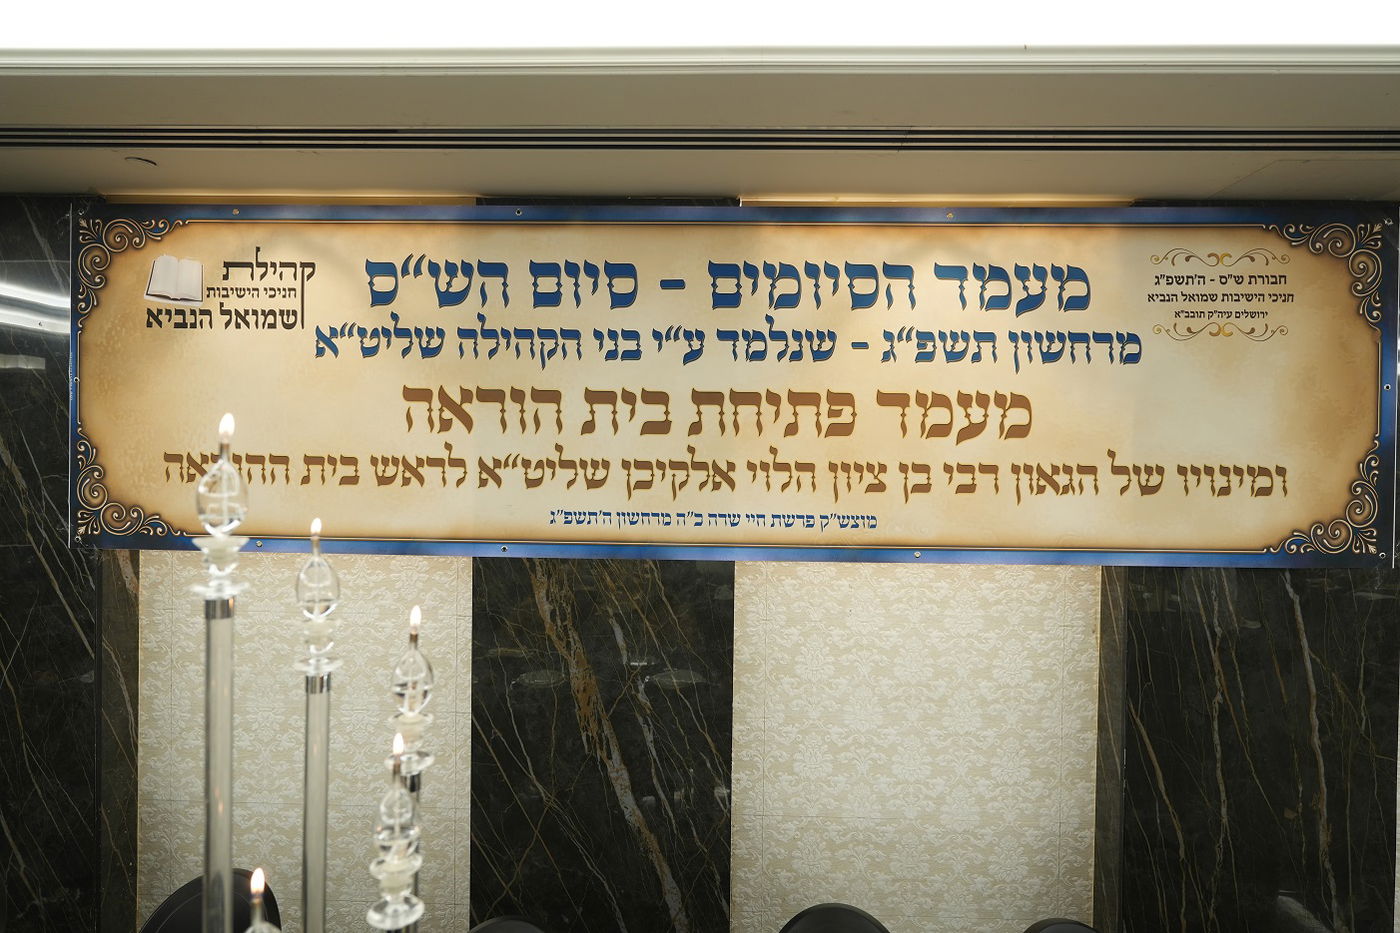 חבורת ש"ס - ה'תשפ"ג
חניכי הישיבות שמואל הנביא
ירושלים עיה"ק תובב"א
קהילת
חניכי הישיבות
שמואל הנביא
מעמד הסיומים - סיום הש"ס
מרחשון תשפ"ג - שנלמד ע"י בני הקהילה שליט"א
מעמד פתיחת בית הוראה
ומינויו של הגאון רבי בן ציון הלוי אלקיכן שליט"א לראש בית ההוראה
מוצש"ק פרשת חיי שרה כ"ה מרחשון ה'תשפ"ג